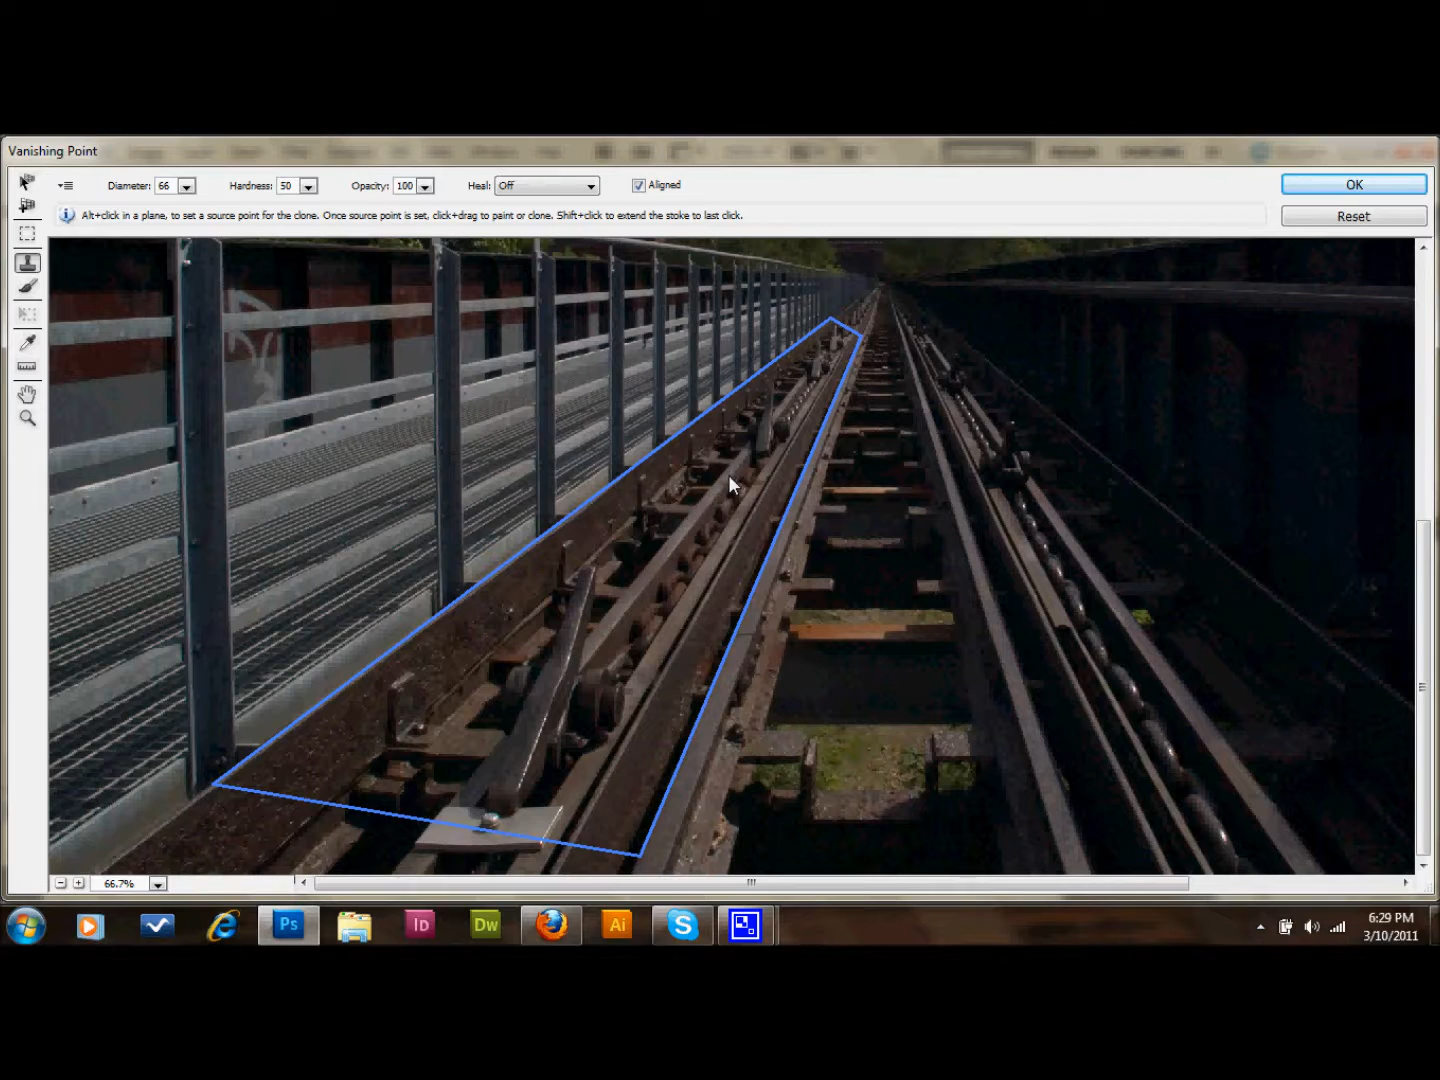 Vanishing Point
Diameter: 66 Hardness: 50 Opacity: 100 Heal: Off Aligned
OK
Alt+click in a plane, to set a source point for the clone. Once source point is set, click+drag to paint or clone. Shift+click to extend the stoke to last click.
Reset
66.7%
Ps Id Dw Ai
6:29 PM
3/10/2011